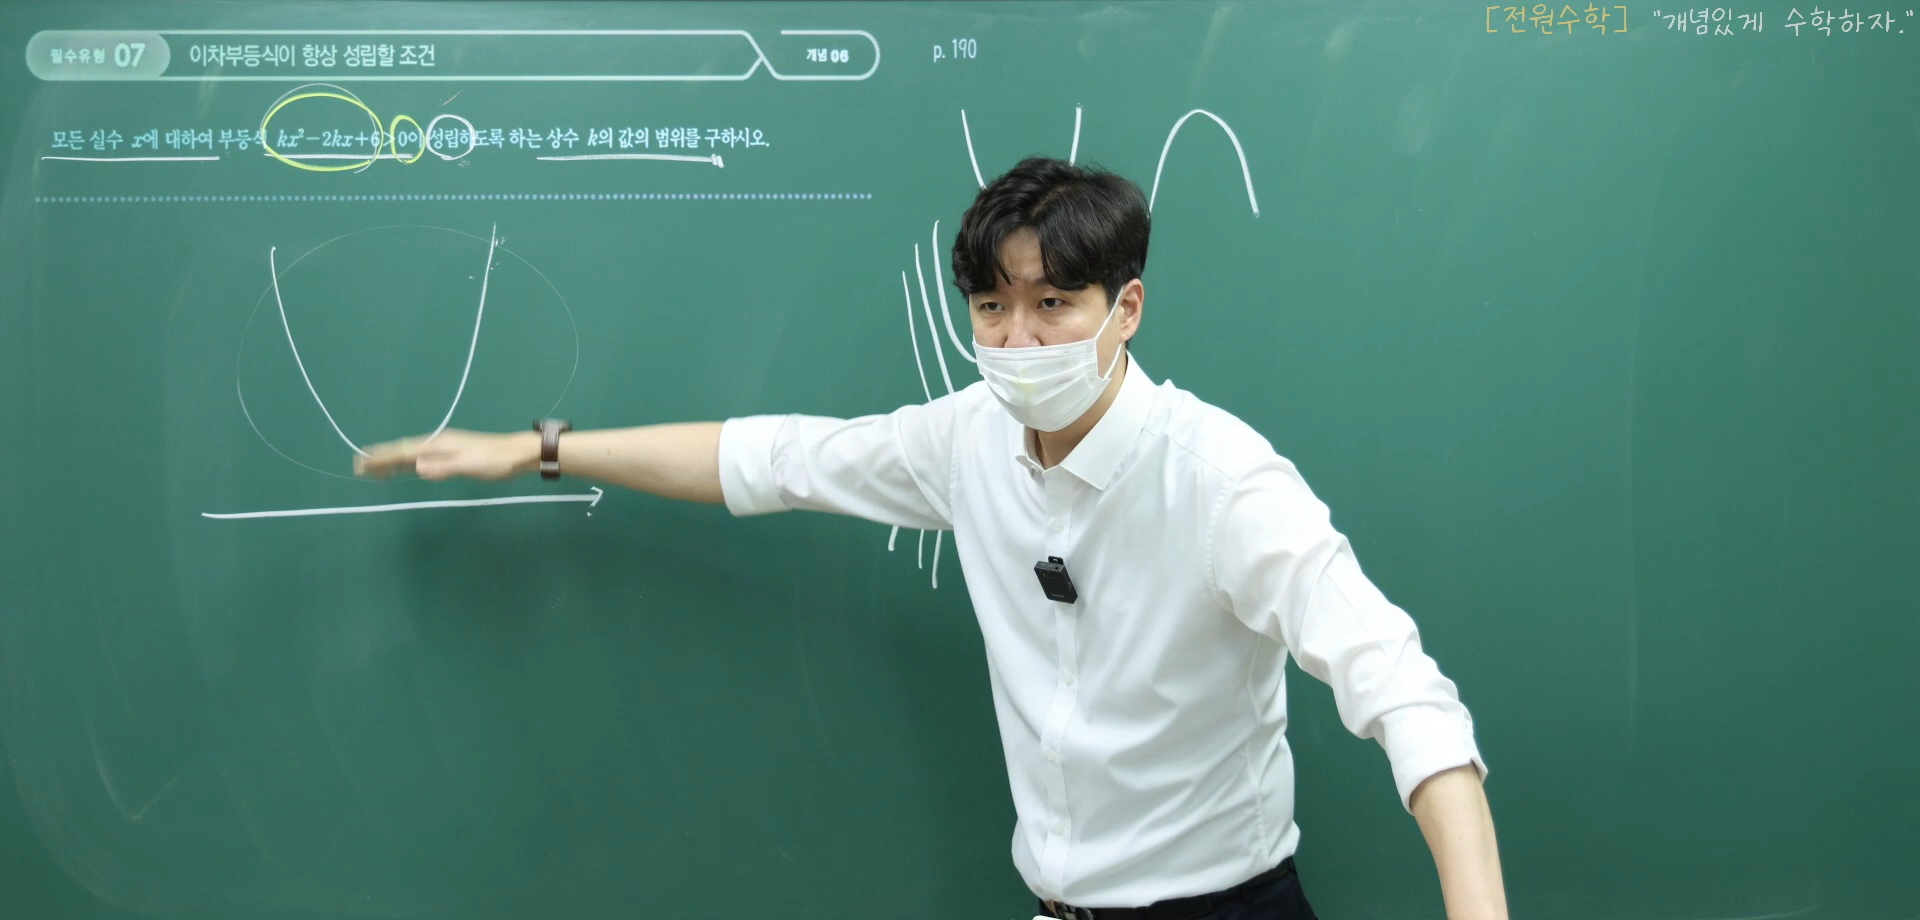 [전원수학] "개념있게 수학하자."
필수유형 07 이차부등식이 항상 성립할 조건 개념 06 p. 190
모든 실수 x에 대하여 부등식 kx²-2kx+6>0이 성립하도록 하는 상수 k의 값의 범위를 구하시오.